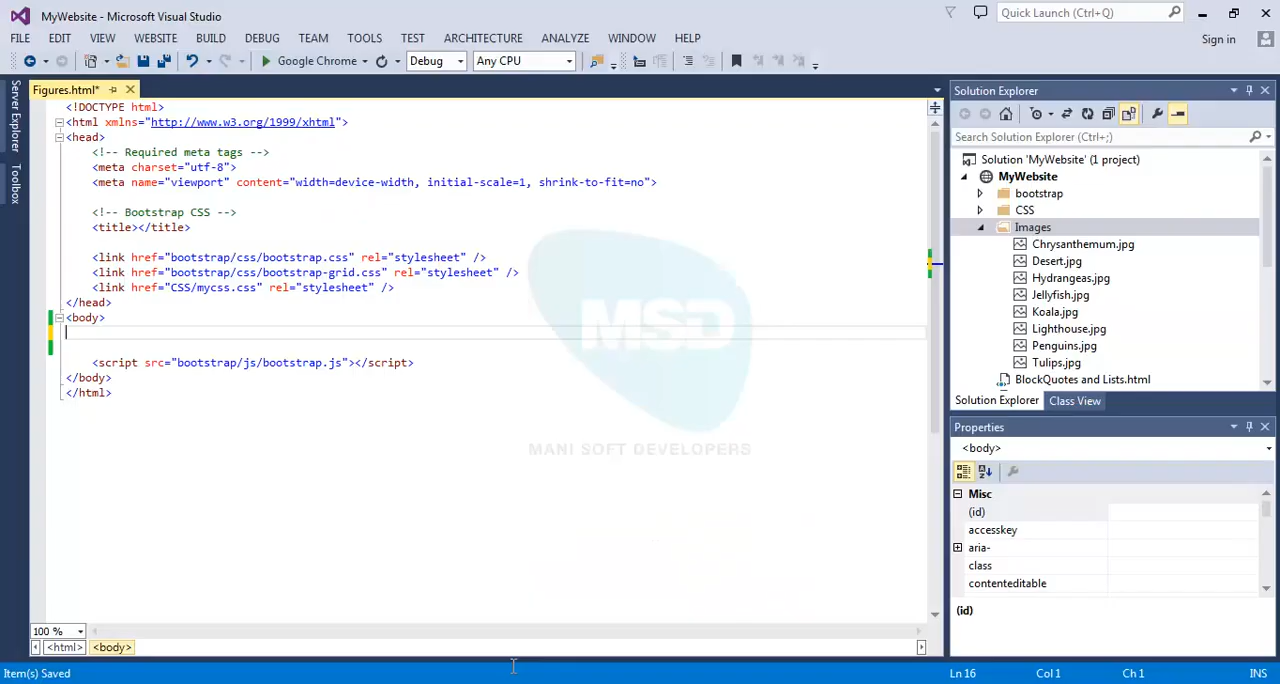 MyWebsite - Microsoft Visual Studio
Quick Launch (Ctrl+Q)
FILE EDIT VIEW WEBSITE BUILD DEBUG TEAM TOOLS TEST ARCHITECTURE ANALYZE WINDOW HELP
Sign in
Google Chrome Debug Any CPU
Server Explorer
Toolbox
Figures.html*
<!DOCTYPE html>
<html xmlns="http://www.w3.org/1999/xhtml">
<head>
<!-- Required meta tags -->
<meta charset="utf-8">
<meta name="viewport" content="width=device-width, initial-scale=1, shrink-to-fit=no">
<!-- Bootstrap CSS -->
<title></title>
<link href="bootstrap/css/bootstrap.css" rel="stylesheet" />
<link href="bootstrap/css/bootstrap-grid.css" rel="stylesheet" />
<link href="CSS/mycss.css" rel="stylesheet" />
</head>
<body>
<script src="bootstrap/js/bootstrap.js"></script>
</body>
</html>
MSD
MANI SOFT DEVELOPERS
100 %
<html> <body>
Solution Explorer
Search Solution Explorer (Ctrl+;)
Solution 'MyWebsite' (1 project)
MyWebsite
bootstrap
CSS
Images
Chrysanthemum.jpg
Desert.jpg
Hydrangeas.jpg
Jellyfish.jpg
Koala.jpg
Lighthouse.jpg
Penguins.jpg
Tulips.jpg
BlockQuotes and Lists.html
Solution Explorer Class View
Properties
<body>
Misc
(id)
accesskey
aria-
class
contenteditable
(id)
Item(s) Saved
Ln 16 Col 1 Ch 1 INS